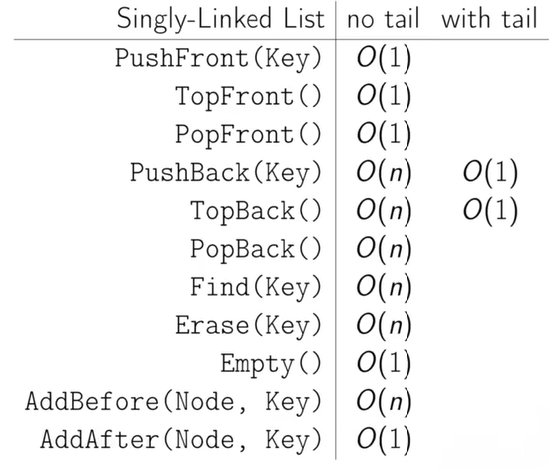 Singly-Linked List no tail with tail
PushFront(Key) O(1)
TopFront() O(1)
PopFront() O(1)
PushBack(Key) O(n) O(1)
TopBack() O(n) O(1)
PopBack() O(n)
Find(Key) O(n)
Erase(Key) O(n)
Empty() O(1)
AddBefore(Node, Key) O(n)
AddAfter(Node, Key) O(1)